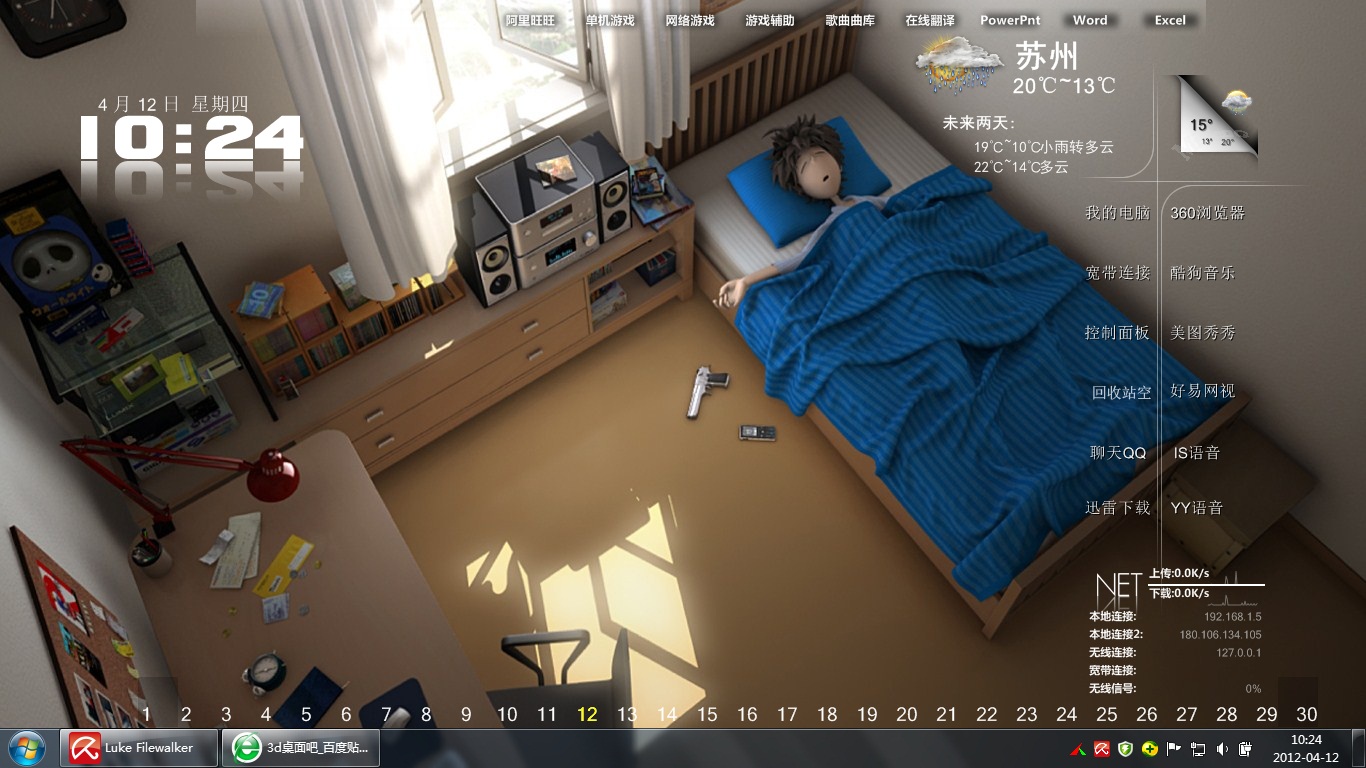 阿里旺旺 单机游戏 网络游戏 游戏辅助 歌曲曲库 在线翻译 PowerPnt Word Excel
4月12日 星期四
10:24
苏州
20℃~13℃
未来两天:
19℃~10℃小雨转多云
22℃~14℃多云
15°
13° 20°
我的电脑 360浏览器
宽带连接 酷狗音乐
控制面板 美图秀秀
回收站空 好易网视
聊天QQ IS语音
迅雷下载 YY语音
NET
上传:0.0K/s
下载:0.0K/s
本地连接: 192.168.1.5
本地连接2: 180.106.134.105
无线连接: 127.0.0.1
宽带连接:
无线信号: 0%
1 2 3 4 5 6 7 8 9 10 11 12 13 14 15 16 17 18 19 20 21 22 23 24 25 26 27 28 29 30
Luke Filewalker
3d桌面吧_百度贴...
10:24
2012-04-12